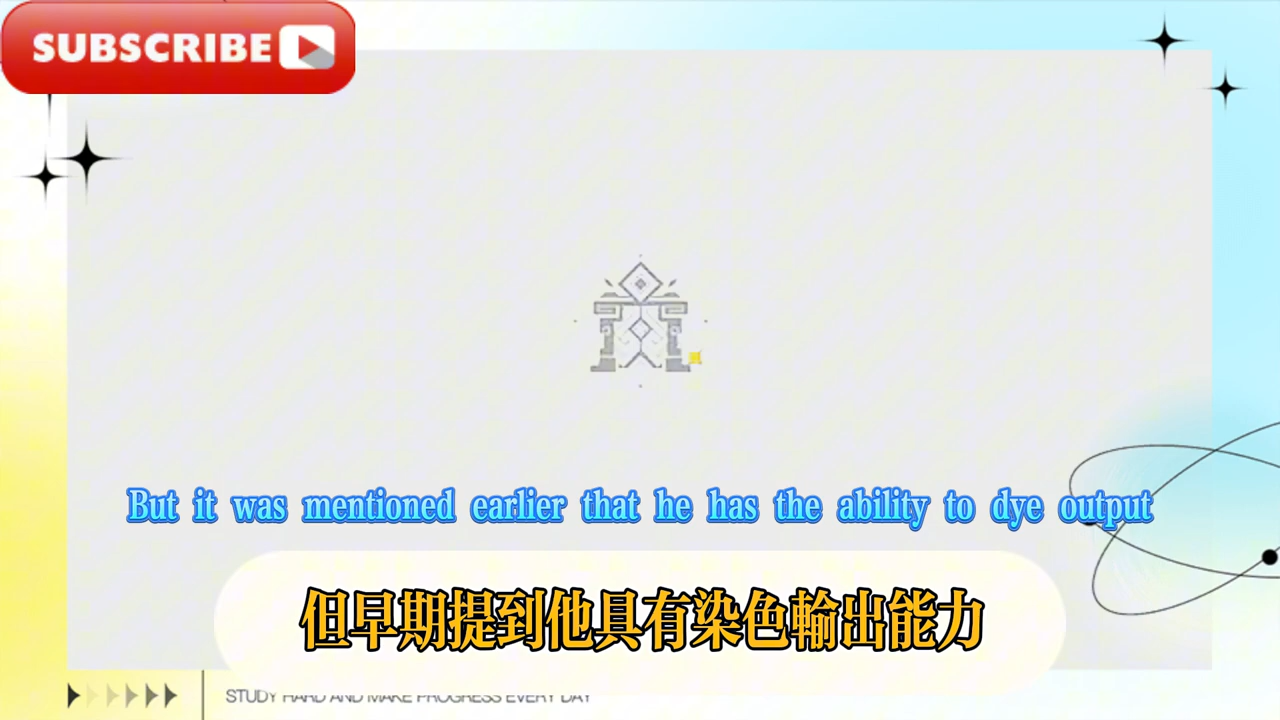 SUBSCRIBE
But it was mentioned earlier that he has the ability to dye output
但早期提到他具有染色輸出能力
STUDY HARD AND MAKE PROGRESS EVERY DAY